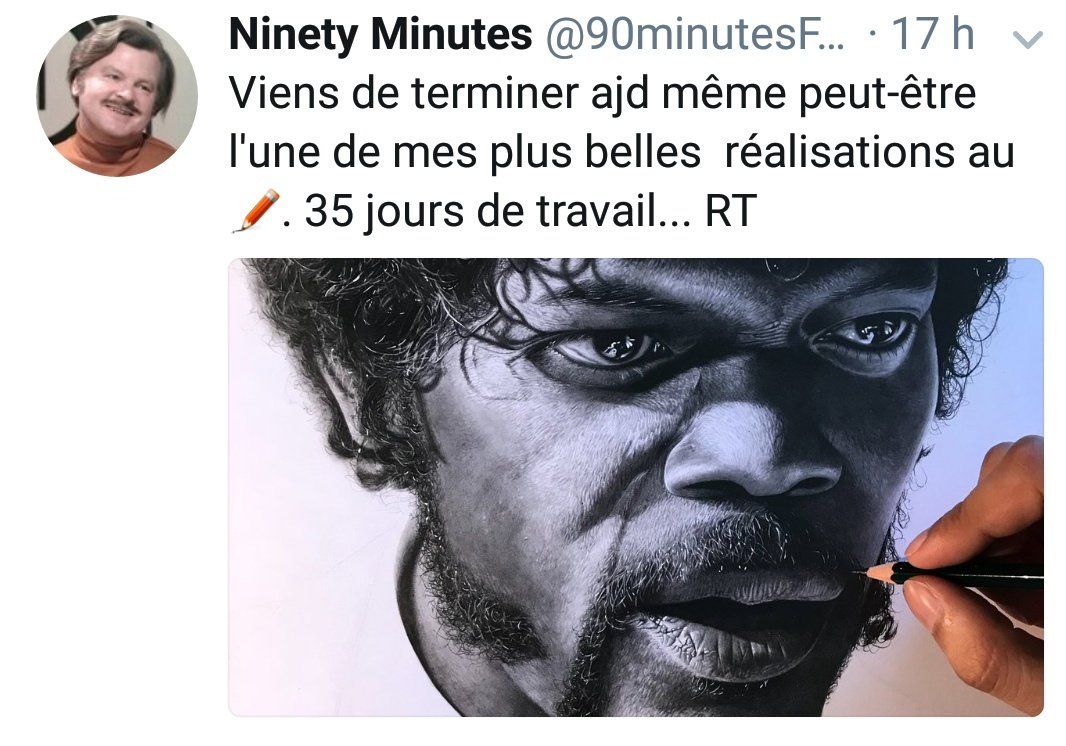 Ninety Minutes @90minutesF... · 17 h
Viens de terminer ajd même peut-être
l'une de mes plus belles  réalisations au
✏️. 35 jours de travail... RT